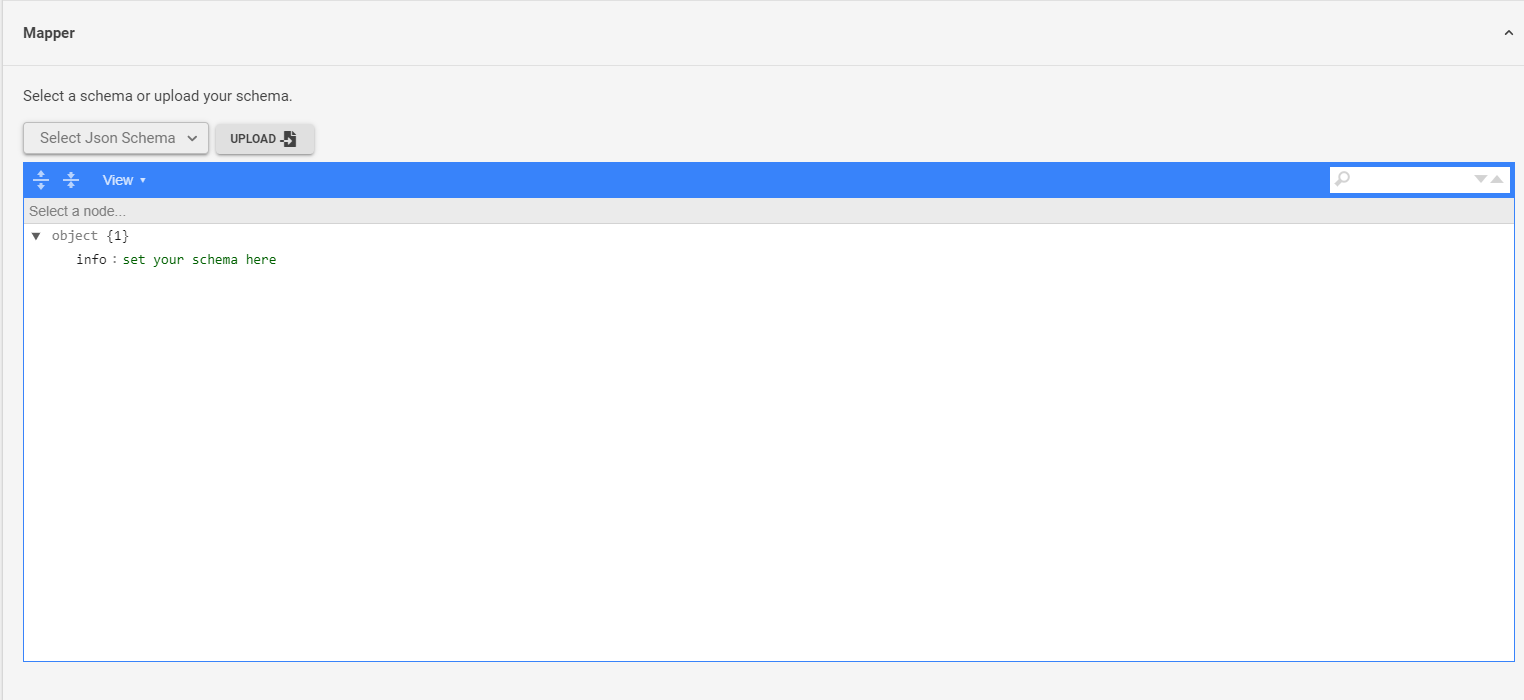 Mapper
Select a schema or upload your schema.
Select Json Schema UPLOAD
View ▾
Select a node...
▼ object {1}
info : set your schema here